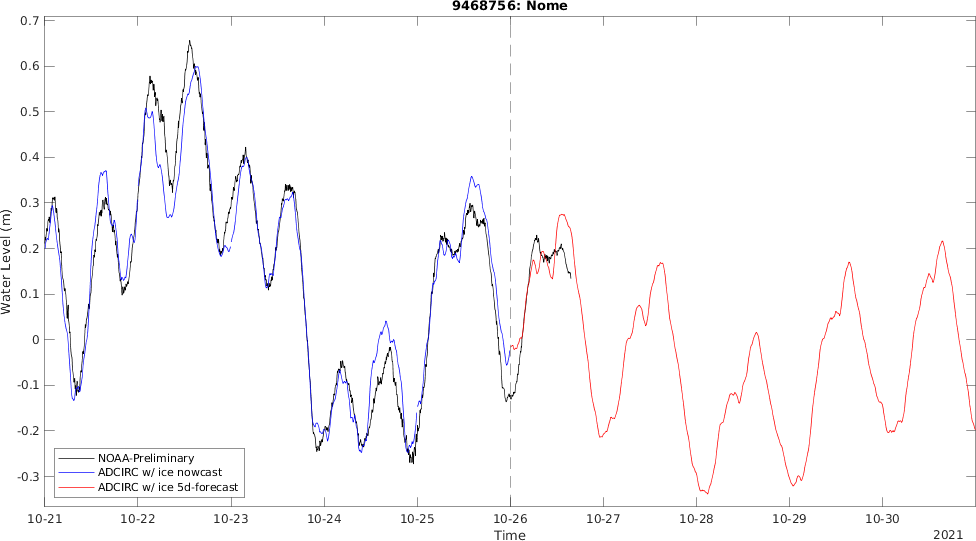 9468756: Nome
0.7
0.6
0.5
0.4
0.3
0.2
0.1
0
-0.1
-0.2
-0.3
Water Level (m)
NOAA-Preliminary
ADCIRC w/ ice nowcast
ADCIRC w/ ice 5d-forecast
10-21 10-22 10-23 10-24 10-25 10-26 10-27 10-28 10-29 10-30
Time
2021